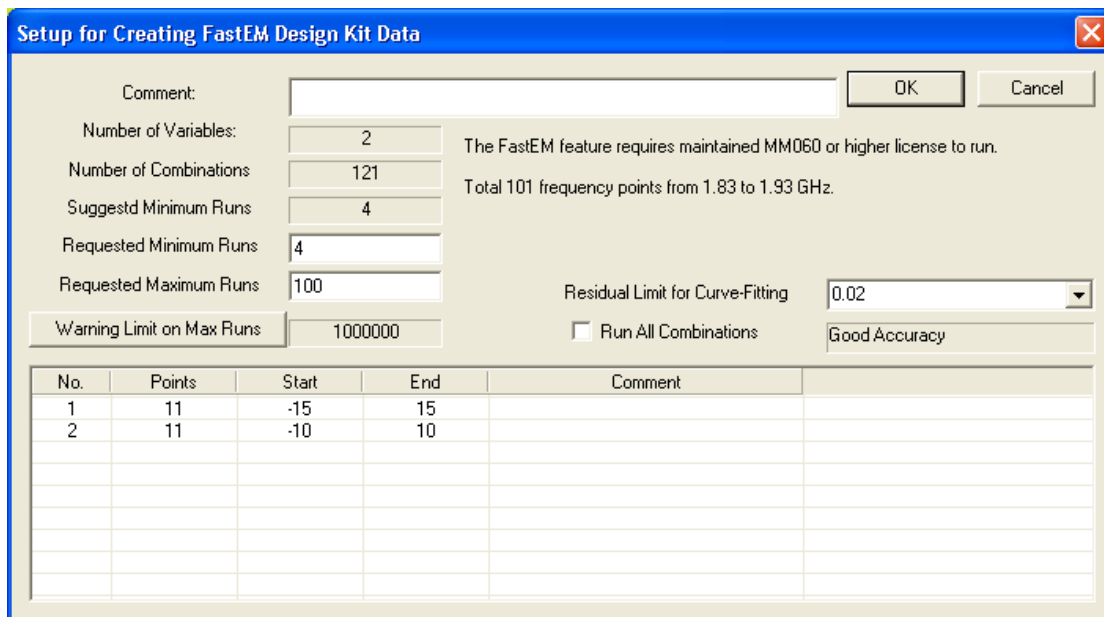 Setup for Creating FastEM Design Kit Data
Comment:
OK
Cancel
Number of Variables:
2
The FastEM feature requires maintained MM060 or higher license to run.
Number of Combinations
121
Total 101 frequency points from 1.83 to 1.93 GHz.
Suggestd Minimum Runs
4
Requested Minimum Runs
4
Requested Maximum Runs
100
Residual Limit for Curve-Fitting
0.02
Warning Limit on Max Runs
1000000
Run All Combinations
Good Accuracy
No. Points Start End Comment
1 11 -15 15
2 11 -10 10